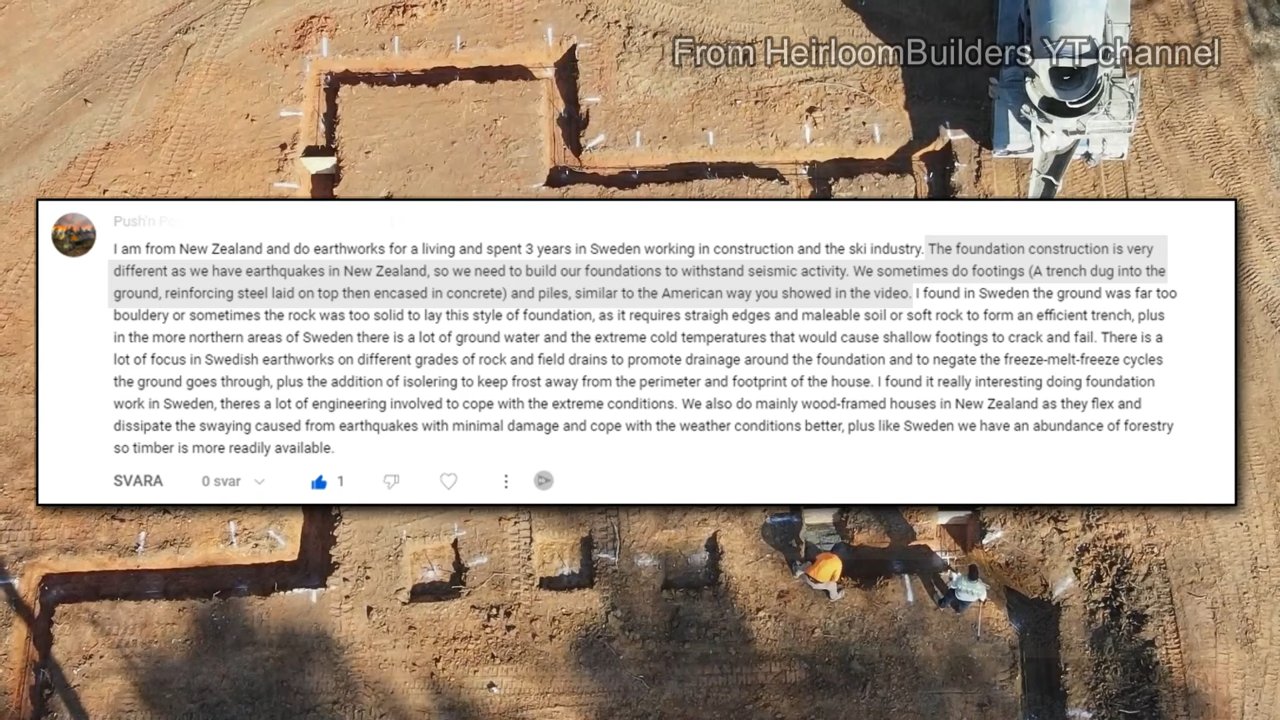 From HeirloomBuilders YT channel
Push'n
I am from New Zealand and do earthworks for a living and spent 3 years in Sweden working in construction and the ski industry. The foundation construction is very
different as we have earthquakes in New Zealand, so we need to build our foundations to withstand seismic activity. We sometimes do footings (A trench dug into the
ground, reinforcing steel laid on top then encased in concrete) and piles, similar to the American way you showed in the video. I found in Sweden the ground was far too
bouldery or sometimes the rock was too solid to lay this style of foundation, as it requires straigh edges and maleable soil or soft rock to form an efficient trench, plus
in the more northern areas of Sweden there is a lot of ground water and the extreme cold temperatures that would cause shallow footings to crack and fail. There is a
lot of focus in Swedish earthworks on different grades of rock and field drains to promote drainage around the foundation and to negate the freeze-melt-freeze cycles
the ground goes through, plus the addition of isolering to keep frost away from the perimeter and footprint of the house. I found it really interesting doing foundation
work in Sweden, theres a lot of engineering involved to cope with the extreme conditions. We also do mainly wood-framed houses in New Zealand as they flex and
dissipate the swaying caused from earthquakes with minimal damage and cope with the weather conditions better, plus like Sweden we have an abundance of forestry
so timber is more readily available.
SVARA 0 svar 1